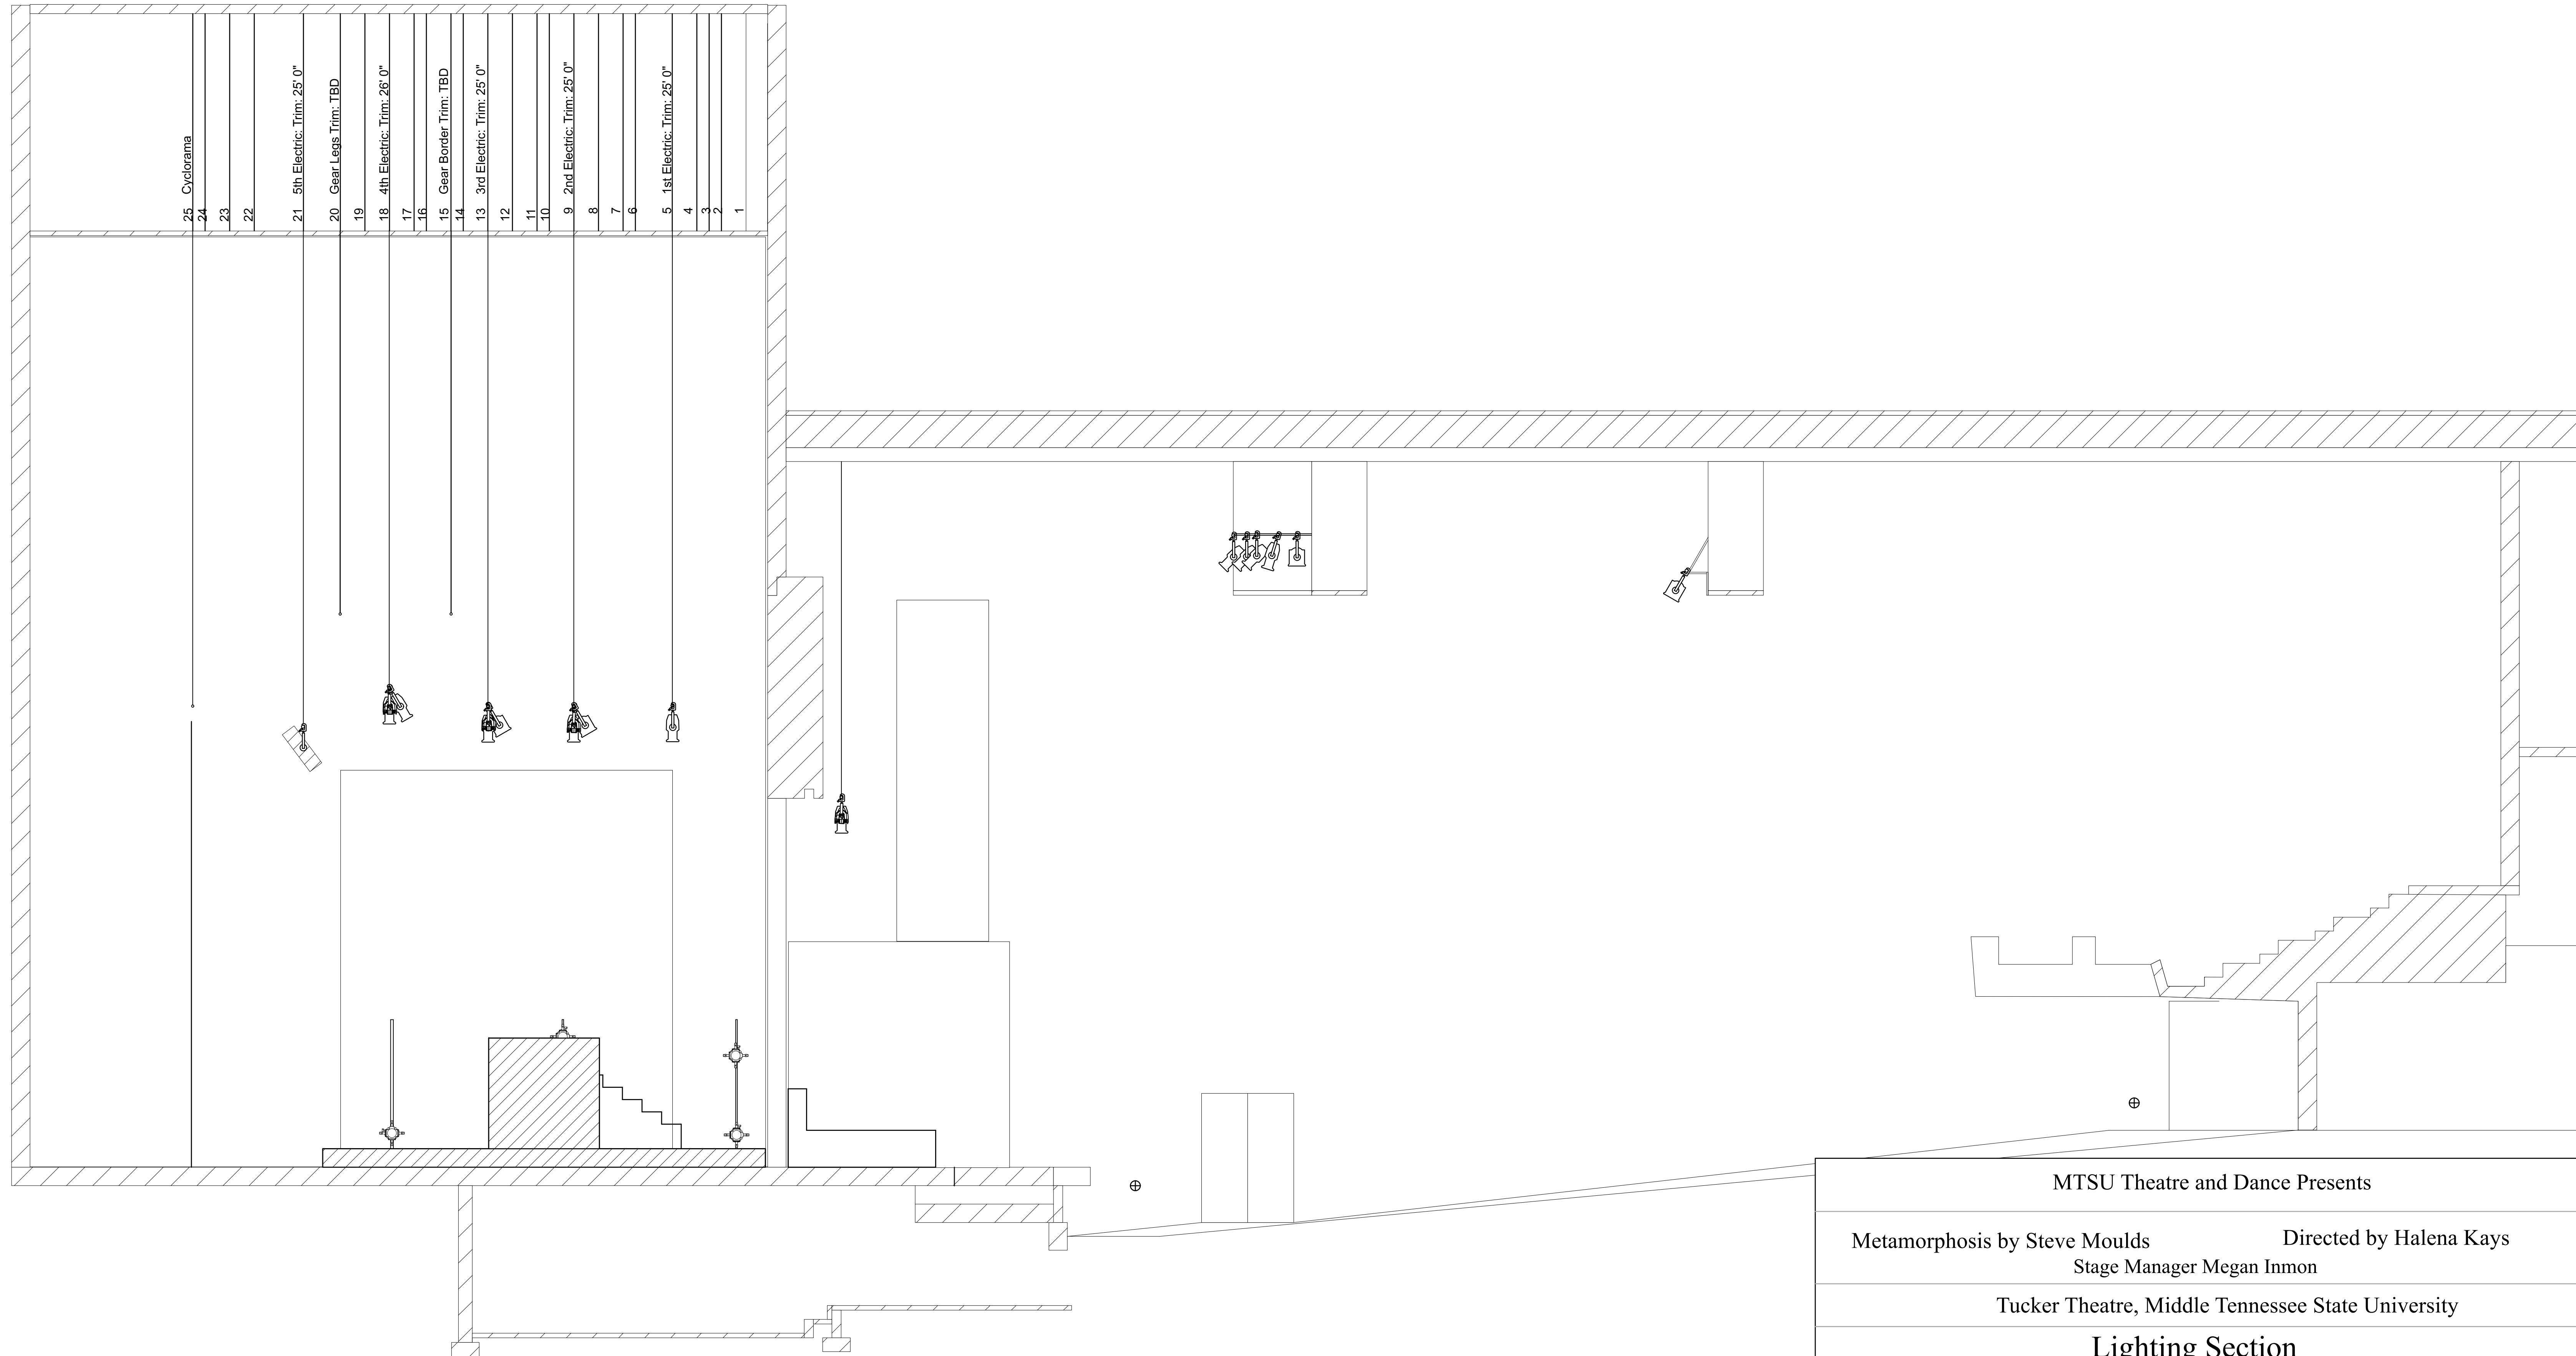 25 Cyclorama
24
23
22
21 5th Electric: Trim: 25' 0"
20 Gear Legs Trim: TBD
19
18 4th Electric: Trim: 26' 0"
17
16
15 Gear Border Trim: TBD
14
13 3rd Electric: Trim: 25' 0"
12
11
10
9 2nd Electric: Trim: 25' 0"
8
7
6
5 1st Electric: Trim: 25' 0"
4
3
2
1
MTSU Theatre and Dance Presents
Metamorphosis by Steve Moulds Directed by Halena Kays
Stage Manager Megan Inmon
Tucker Theatre, Middle Tennessee State University
Lighting Section